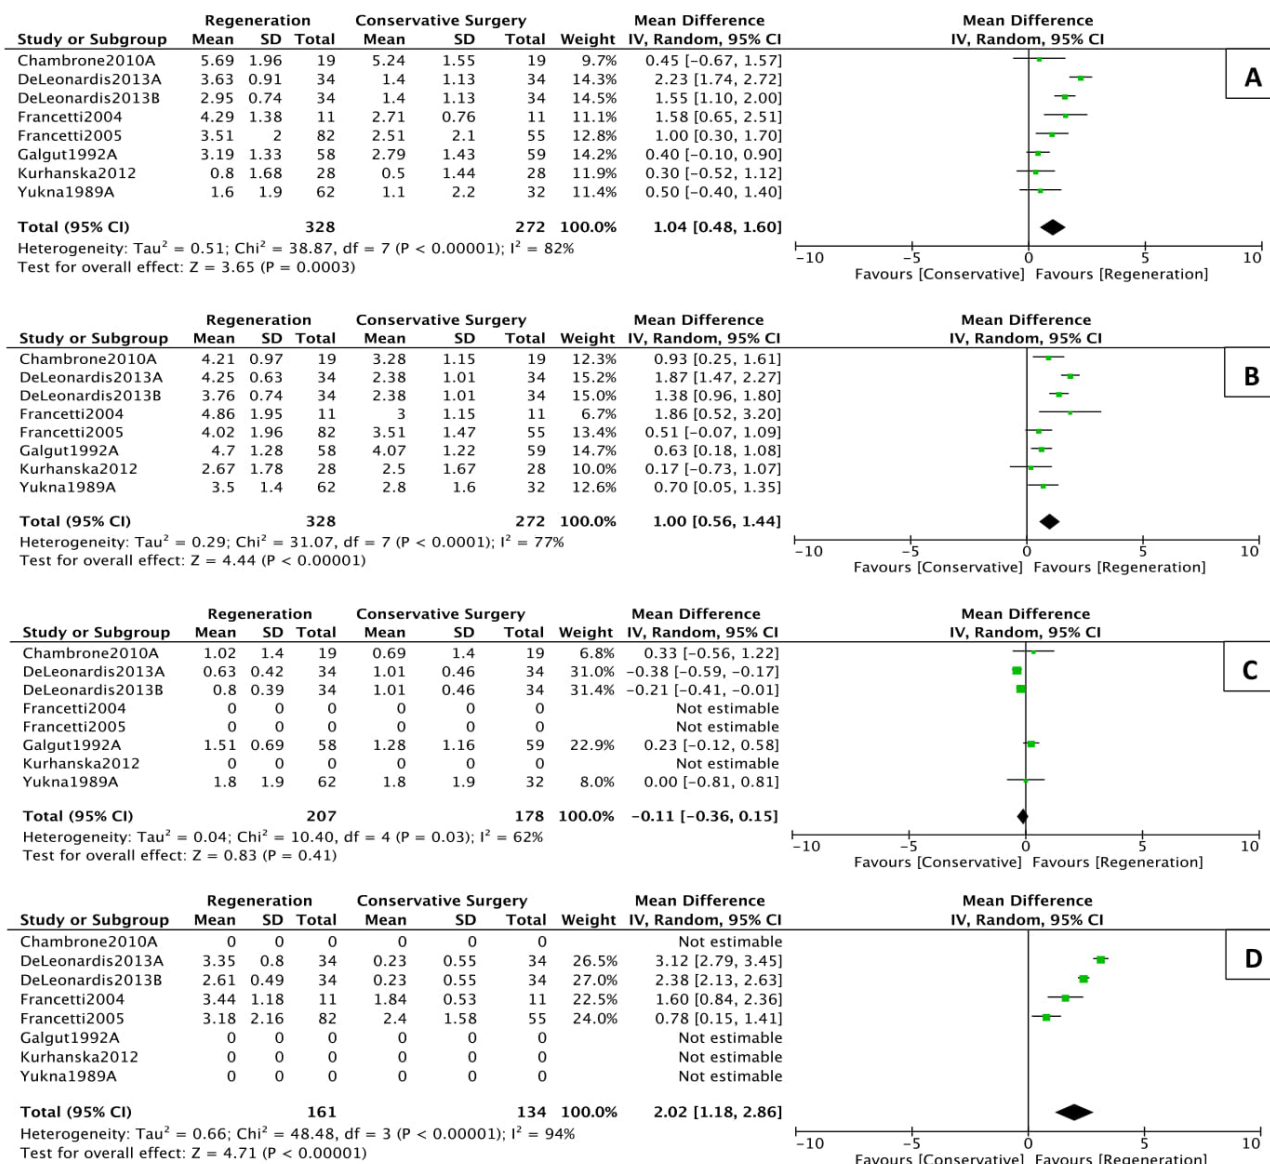 Regeneration Conservative Surgery Mean Difference Mean Difference
Study or Subgroup Mean SD Total Mean SD Total Weight IV, Random, 95% CI IV, Random, 95% CI
Chambrone2010A 5.69 1.96 19 5.24 1.55 19 9.7% 0.45 [−0.67, 1.57]
A
DeLeonardis2013A 3.63 0.91 34 1.4 1.13 34 14.3% 2.23 [1.74, 2.72]
DeLeonardis2013B 2.95 0.74 34 1.4 1.13 34 14.5% 1.55 [1.10, 2.00]
Francetti2004 4.29 1.38 11 2.71 0.76 11 11.1% 1.58 [0.65, 2.51]
Francetti2005 3.51 2 82 2.51 2.1 55 12.8% 1.00 [0.30, 1.70]
Galgut1992A 3.19 1.33 58 2.79 1.43 59 14.2% 0.40 [−0.10, 0.90]
Kurhanska2012 0.8 1.68 28 0.5 1.44 28 11.9% 0.30 [−0.52, 1.12]
Yukna1989A 1.6 1.9 62 1.1 2.2 32 11.4% 0.50 [−0.40, 1.40]
Total (95% CI) 328 272 100.0% 1.04 [0.48, 1.60]
Heterogeneity: Tau² = 0.51; Chi² = 38.87, df = 7 (P < 0.00001); I² = 82%
Test for overall effect: Z = 3.65 (P = 0.0003)
−10 −5 0 5 10
Favours [Conservative] Favours [Regeneration]
Regeneration Conservative Surgery Mean Difference Mean Difference
Study or Subgroup Mean SD Total Mean SD Total Weight IV, Random, 95% CI IV, Random, 95% CI
Chambrone2010A 4.21 0.97 19 3.28 1.15 19 12.3% 0.93 [0.25, 1.61]
B
DeLeonardis2013A 4.25 0.63 34 2.38 1.01 34 15.2% 1.87 [1.47, 2.27]
DeLeonardis2013B 3.76 0.74 34 2.38 1.01 34 15.0% 1.38 [0.96, 1.80]
Francetti2004 4.86 1.95 11 3 1.15 11 6.7% 1.86 [0.52, 3.20]
Francetti2005 4.02 1.96 82 3.51 1.47 55 13.4% 0.51 [−0.07, 1.09]
Galgut1992A 4.7 1.28 58 4.07 1.22 59 14.7% 0.63 [0.18, 1.08]
Kurhanska2012 2.67 1.78 28 2.5 1.67 28 10.0% 0.17 [−0.73, 1.07]
Yukna1989A 3.5 1.4 62 2.8 1.6 32 12.6% 0.70 [0.05, 1.35]
Total (95% CI) 328 272 100.0% 1.00 [0.56, 1.44]
Heterogeneity: Tau² = 0.29; Chi² = 31.07, df = 7 (P < 0.0001); I² = 77%
Test for overall effect: Z = 4.44 (P < 0.00001)
−10 −5 0 5 10
Favours [Conservative] Favours [Regeneration]
Regeneration Conservative Surgery Mean Difference Mean Difference
Study or Subgroup Mean SD Total Mean SD Total Weight IV, Random, 95% CI IV, Random, 95% CI
Chambrone2010A 1.02 1.4 19 0.69 1.4 19 6.8% 0.33 [−0.56, 1.22]
C
DeLeonardis2013A 0.63 0.42 34 1.01 0.46 34 31.0% −0.38 [−0.59, −0.17]
DeLeonardis2013B 0.8 0.39 34 1.01 0.46 34 31.4% −0.21 [−0.41, −0.01]
Francetti2004 0 0 0 0 0 0 Not estimable
Francetti2005 0 0 0 0 0 0 Not estimable
Galgut1992A 1.51 0.69 58 1.28 1.16 59 22.9% 0.23 [−0.12, 0.58]
Kurhanska2012 0 0 0 0 0 0 Not estimable
Yukna1989A 1.8 1.9 62 1.8 1.9 32 8.0% 0.00 [−0.81, 0.81]
Total (95% CI) 207 178 100.0% −0.11 [−0.36, 0.15]
Heterogeneity: Tau² = 0.04; Chi² = 10.40, df = 4 (P = 0.03); I² = 62%
Test for overall effect: Z = 0.83 (P = 0.41)
−10 −5 0 5 10
Favours [Conservative] Favours [Regeneration]
Regeneration Conservative Surgery Mean Difference Mean Difference
Study or Subgroup Mean SD Total Mean SD Total Weight IV, Random, 95% CI IV, Random, 95% CI
Chambrone2010A 0 0 0 0 0 0 Not estimable
D
DeLeonardis2013A 3.35 0.8 34 0.23 0.55 34 26.5% 3.12 [2.79, 3.45]
DeLeonardis2013B 2.61 0.49 34 0.23 0.55 34 27.0% 2.38 [2.13, 2.63]
Francetti2004 3.44 1.18 11 1.84 0.53 11 22.5% 1.60 [0.84, 2.36]
Francetti2005 3.18 2.16 82 2.4 1.58 55 24.0% 0.78 [0.15, 1.41]
Galgut1992A 0 0 0 0 0 0 Not estimable
Kurhanska2012 0 0 0 0 0 0 Not estimable
Yukna1989A 0 0 0 0 0 0 Not estimable
Total (95% CI) 161 134 100.0% 2.02 [1.18, 2.86]
Heterogeneity: Tau² = 0.66; Chi² = 48.48, df = 3 (P < 0.00001); I² = 94%
Test for overall effect: Z = 4.71 (P < 0.00001)
−10 −5 0 5 10
Favours [Conservative] Favours [Regeneration]